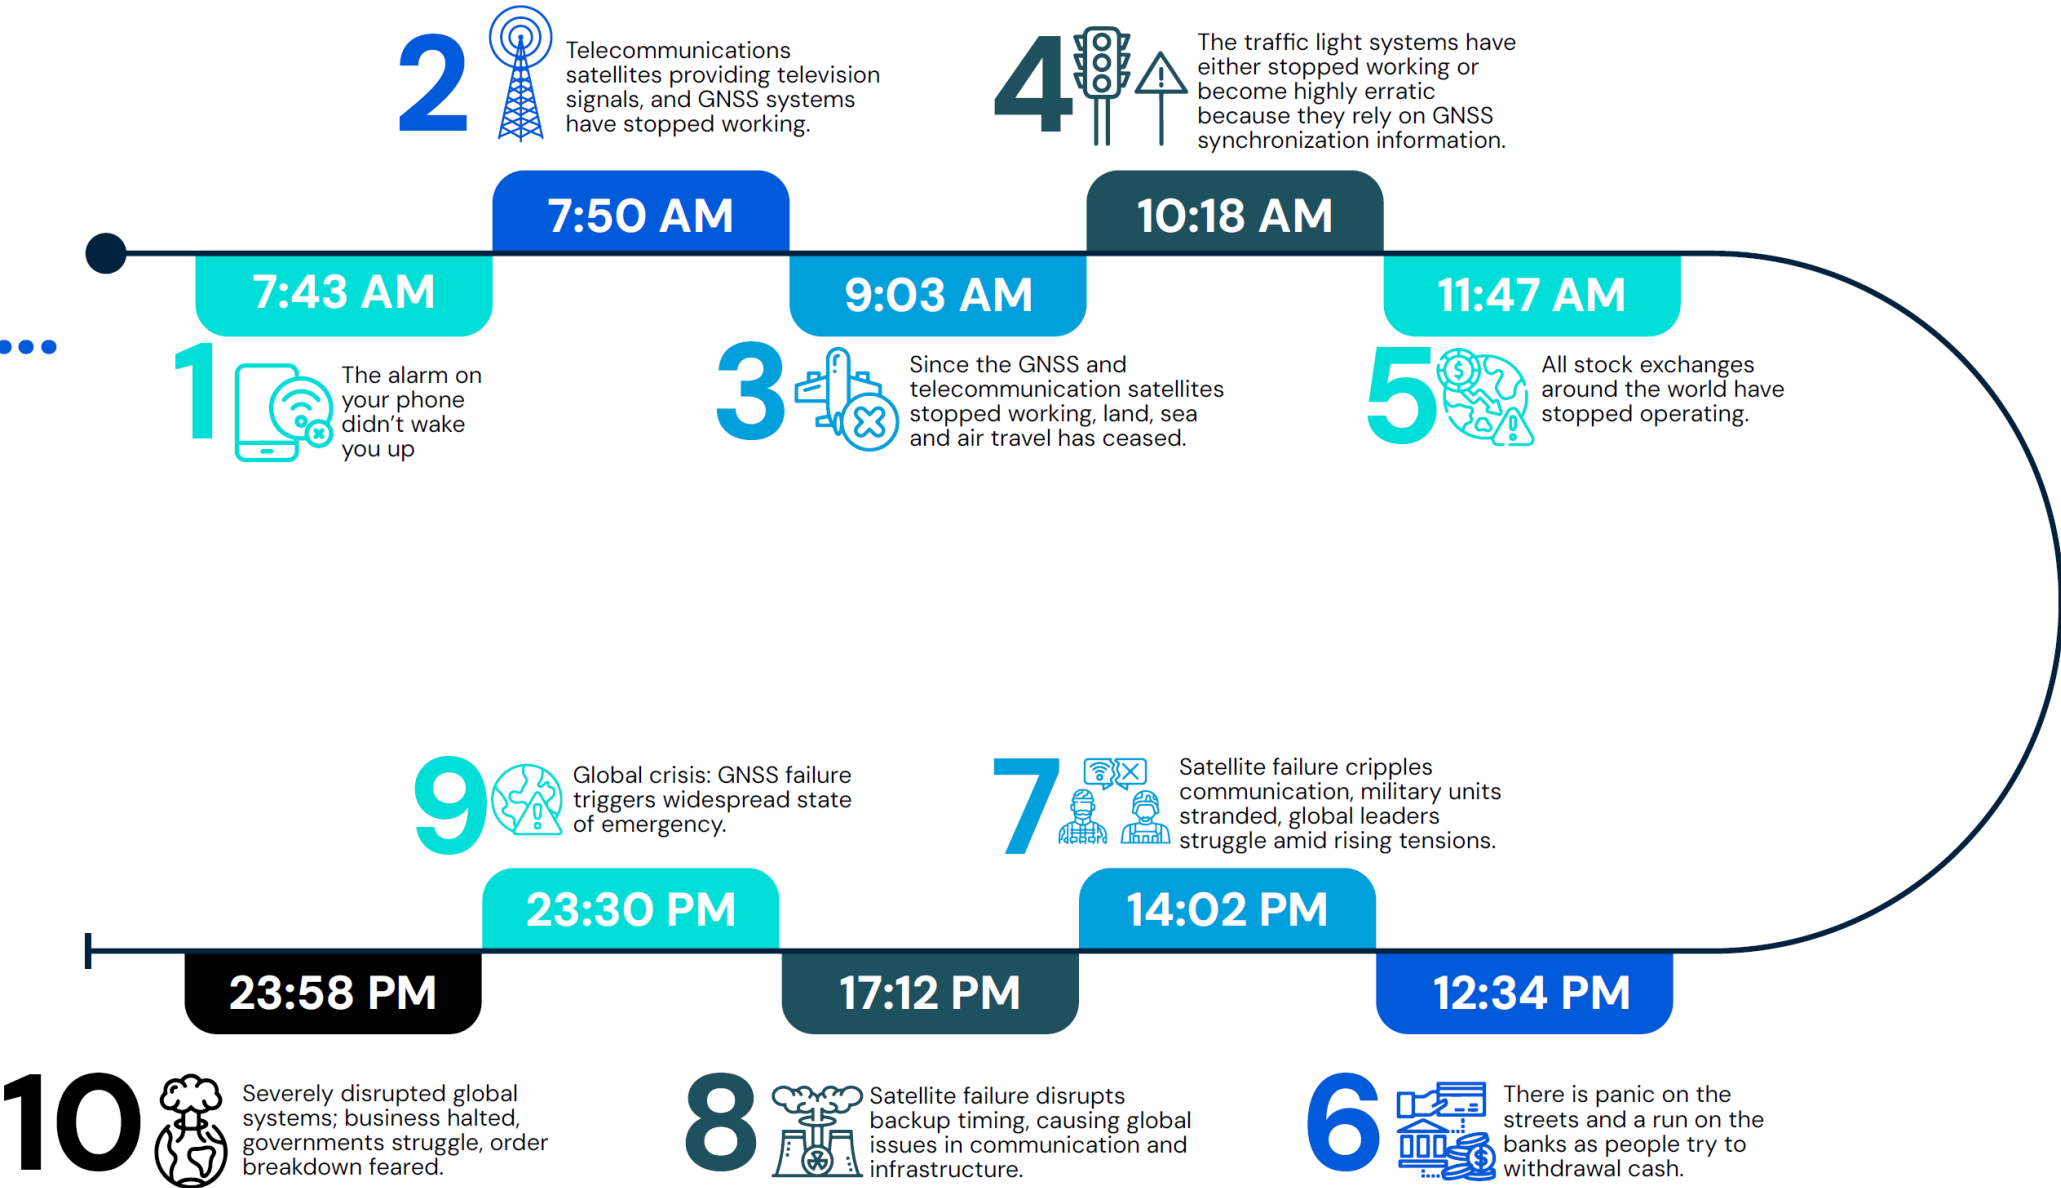 2
Telecommunications
satellites providing television
signals, and GNSS systems
have stopped working.
4
The traffic light systems have
either stopped working or
become highly erratic
because they rely on GNSS
synchronization information.
7:50 AM
10:18 AM
7:43 AM
9:03 AM
11:47 AM
1
The alarm on
your phone
didn't wake
you up
3
Since the GNSS and
telecommunication satellites
stopped working, land, sea
and air travel has ceased.
5
$
All stock exchanges
around the world have
stopped operating.
9
Global crisis: GNSS failure
triggers widespread state
of emergency.
7
Satellite failure cripples
communication, military units
stranded, global leaders
struggle amid rising tensions.
23:30 PM
14:02 PM
23:58 PM
17:12 PM
12:34 PM
10
Severely disrupted global
systems; business halted,
governments struggle, order
breakdown feared.
8
Satellite failure disrupts
backup timing, causing global
issues in communication and
infrastructure.
6
$
There is panic on the
streets and a run on the
banks as people try to
withdrawal cash.